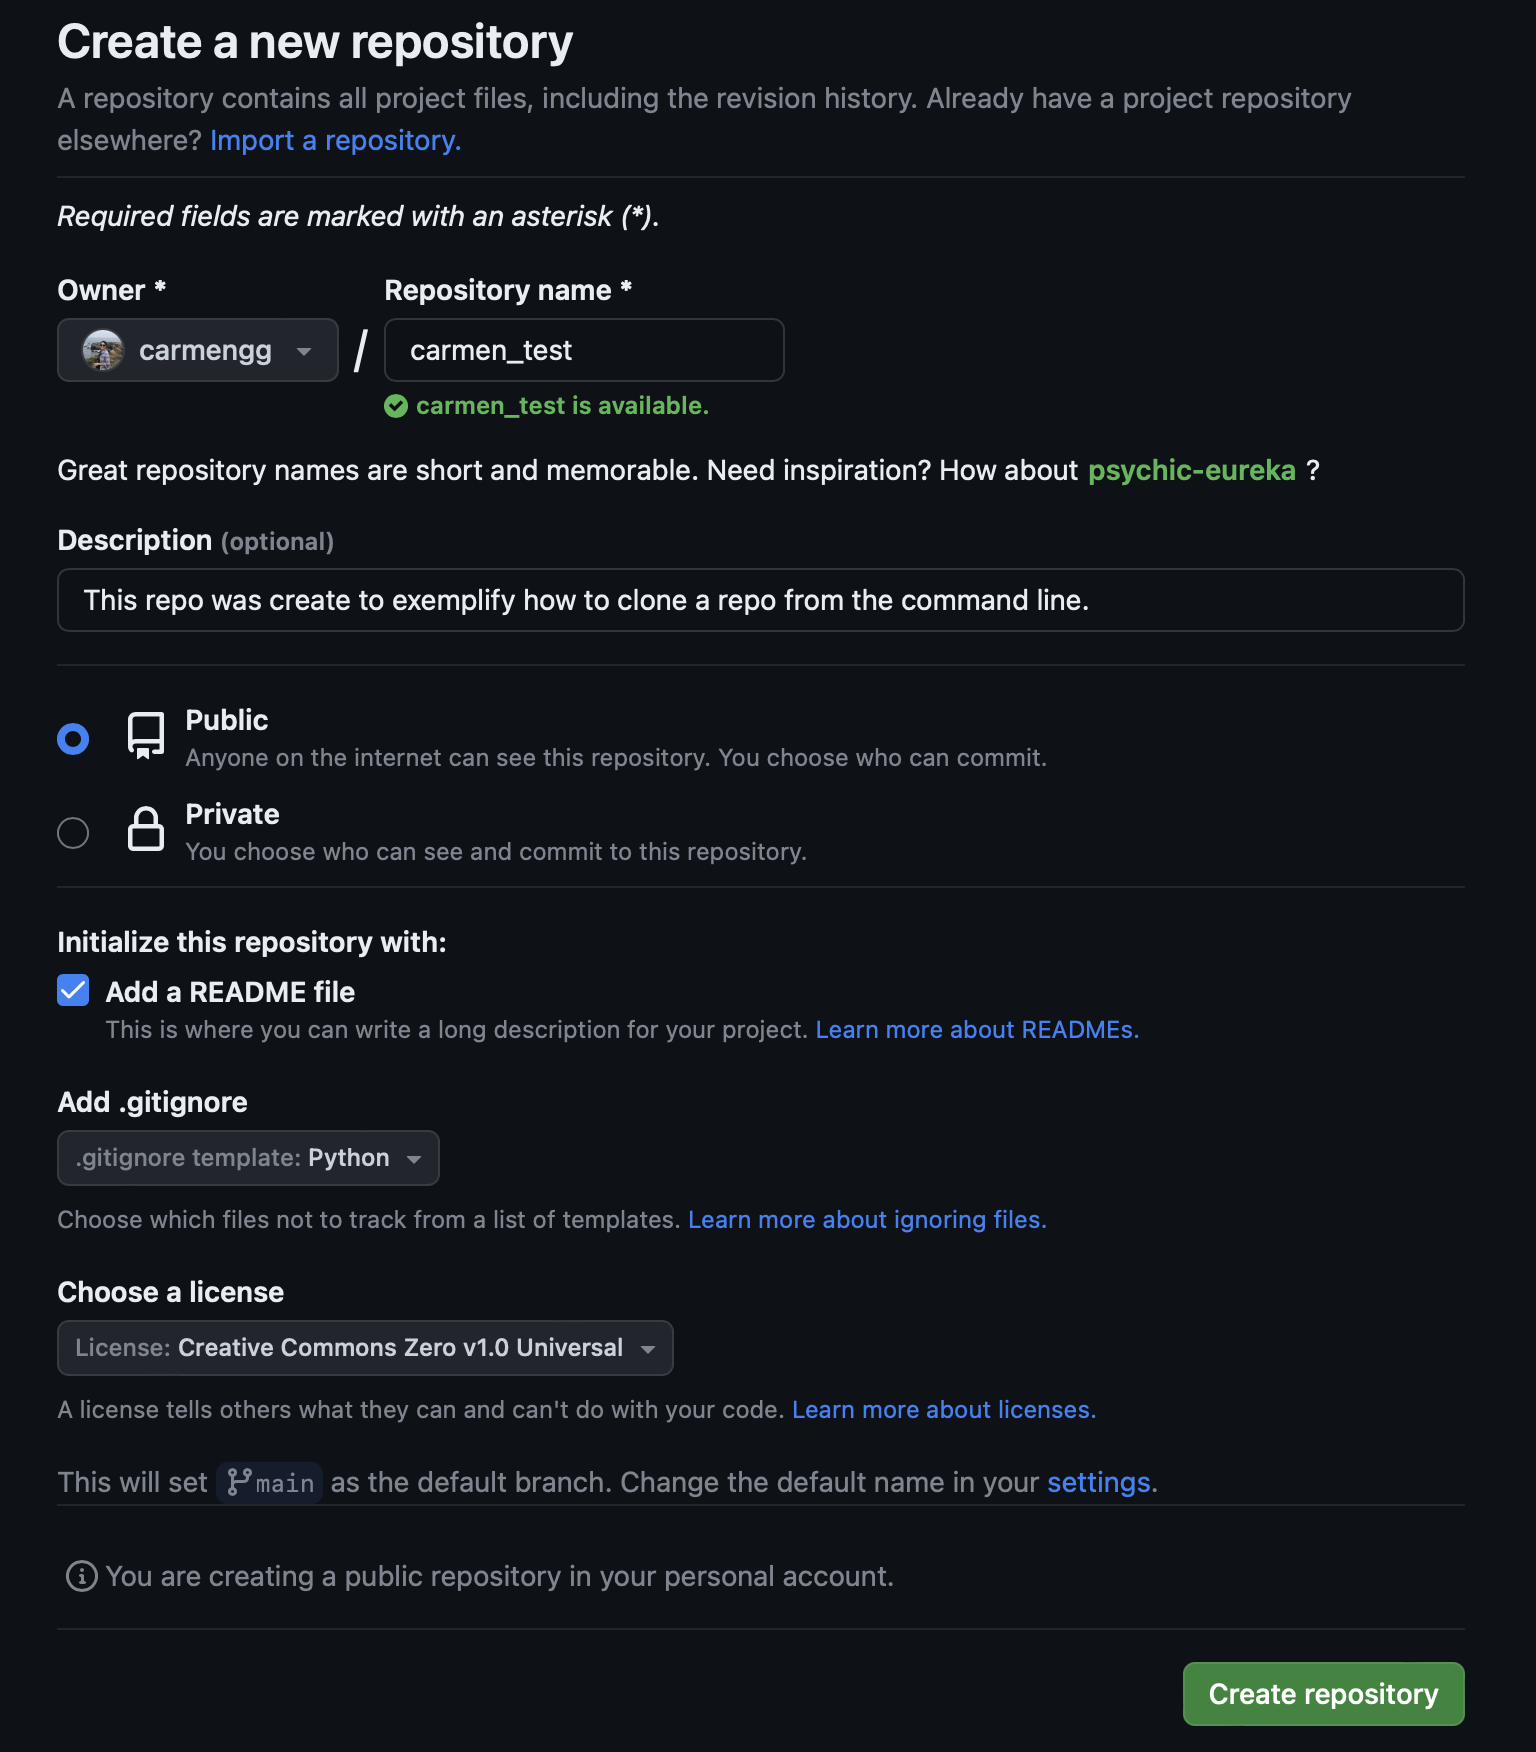 Create a new repository
A repository contains all project files, including the revision history. Already have a project repository
elsewhere? Import a repository.
Required fields are marked with an asterisk (*).
Owner *
Repository name *
carmengg
/
carmen_test
carmen_test is available.
Great repository names are short and memorable. Need inspiration? How about psychic-eureka ?
Description (optional)
This repo was create to exemplify how to clone a repo from the command line.
Public
Anyone on the internet can see this repository. You choose who can commit.
Private
You choose who can see and commit to this repository.
Initialize this repository with:
Add a README file
This is where you can write a long description for your project. Learn more about READMEs.
Add .gitignore
.gitignore template: Python
Choose which files not to track from a list of templates. Learn more about ignoring files.
Choose a license
License: Creative Commons Zero v1.0 Universal
A license tells others what they can and can't do with your code. Learn more about licenses.
This will set main as the default branch. Change the default name in your settings.
You are creating a public repository in your personal account.
Create repository